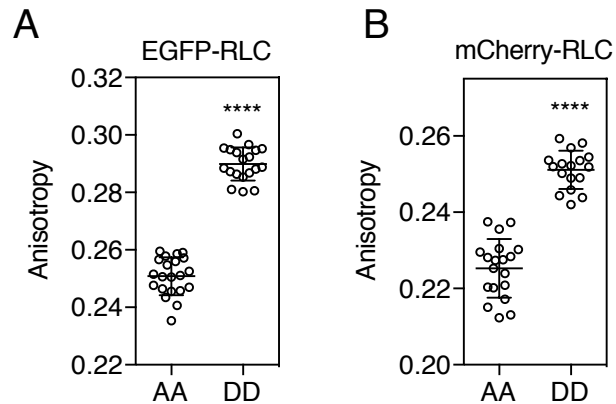 A
EGFP-RLC
Anisotropy
0.32
0.30
0.28
0.26
0.24
0.22
****
AA
DD
B
mCherry-RLC
Anisotropy
0.26
0.24
0.22
0.20
****
AA
DD